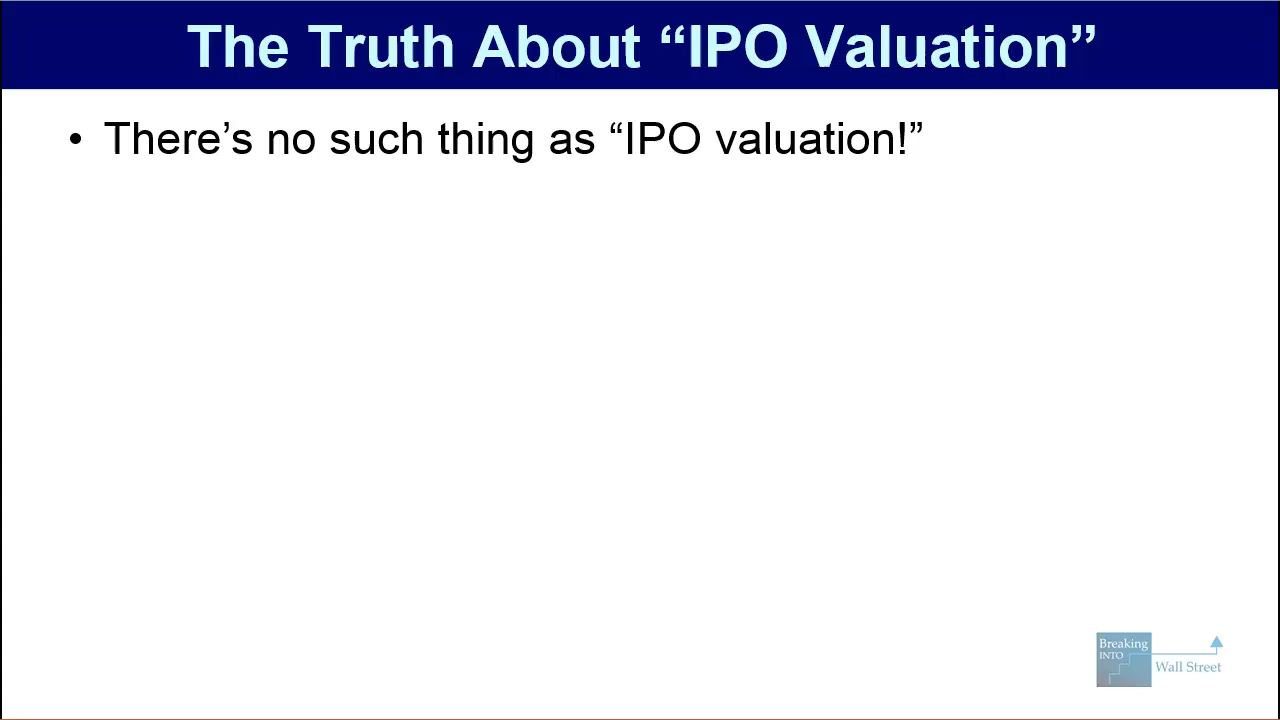 The Truth About “IPO Valuation”
• There’s no such thing as “IPO valuation!”
Breaking
INTO
Wall Street